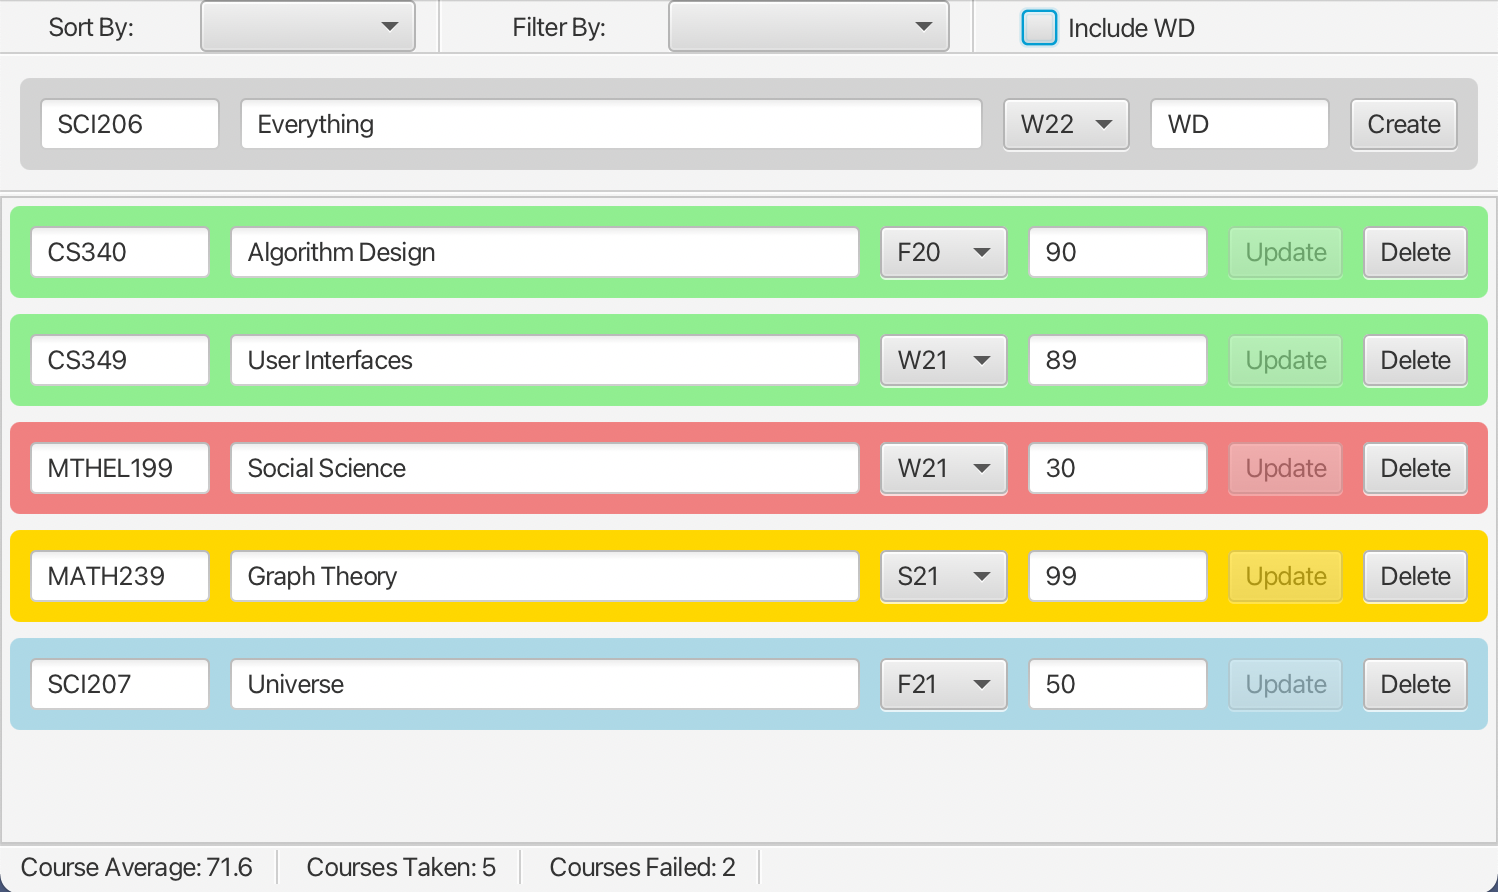 Sort By: Filter By: Include WD
SCI206 Everything W22 WD Create
CS340 Algorithm Design F20 90 Update Delete
CS349 User Interfaces W21 89 Update Delete
MTHEL199 Social Science W21 30 Update Delete
MATH239 Graph Theory S21 99 Update Delete
SCI207 Universe F21 50 Update Delete
Course Average: 71.6 Courses Taken: 5 Courses Failed: 2